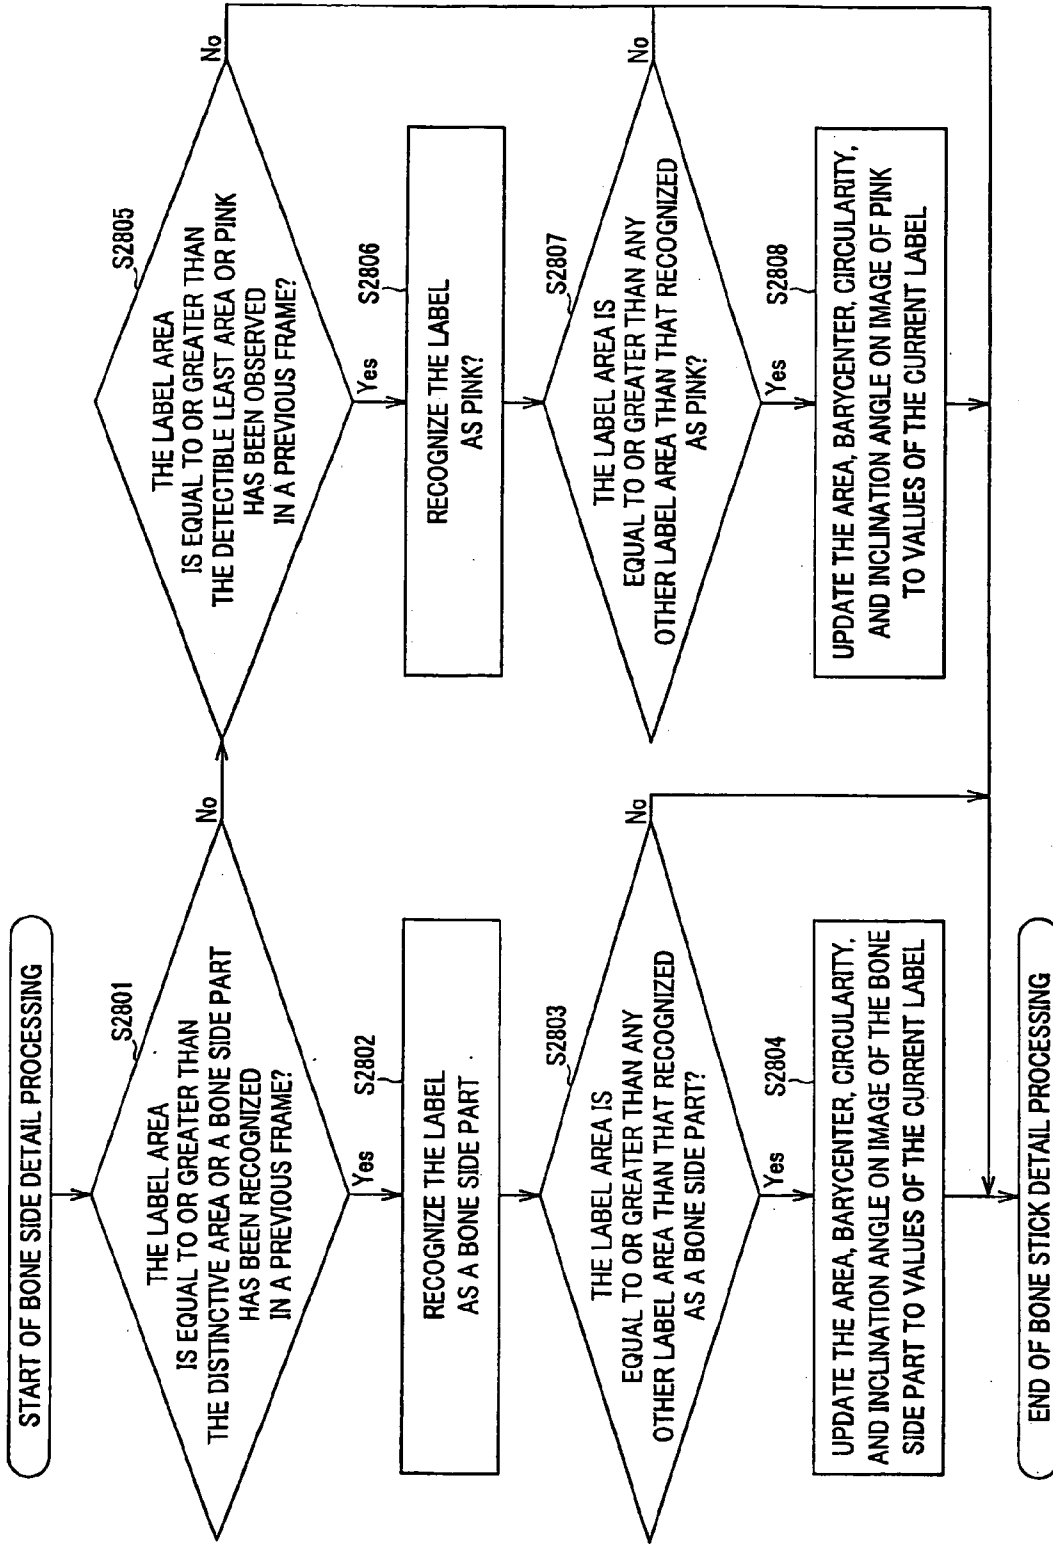 START OF BONE SIDE DETAIL PROCESSING
S2801
THE LABEL AREA
IS EQUAL TO OR GREATER THAN
THE DISTINCTIVE AREA OR A BONE SIDE PART
HAS BEEN RECOGNIZED
IN A PREVIOUS FRAME?
No
Yes
S2802
RECOGNIZE THE LABEL
AS A BONE SIDE PART
S2803
THE LABEL AREA IS
EQUAL TO OR GREATER THAN ANY
OTHER LABEL AREA THAN THAT RECOGNIZED
AS A BONE SIDE PART?
No
Yes
S2804
UPDATE THE AREA, BARYCENTER, CIRCULARITY,
AND INCLINATION ANGLE ON IMAGE OF THE BONE
SIDE PART TO VALUES OF THE CURRENT LABEL
S2805
THE LABEL AREA
IS EQUAL TO OR GREATER THAN
THE DETECTIBLE LEAST AREA OR PINK
HAS BEEN OBSERVED
IN A PREVIOUS FRAME?
No
Yes
S2806
RECOGNIZE THE LABEL
AS PINK?
S2807
THE LABEL AREA IS
EQUAL TO OR GREATER THAN ANY
OTHER LABEL AREA THAN THAT RECOGNIZED
AS PINK?
No
Yes
S2808
UPDATE THE AREA, BARYCENTER, CIRCULARITY,
AND INCLINATION ANGLE ON IMAGE OF PINK
TO VALUES OF THE CURRENT LABEL
END OF BONE STICK DETAIL PROCESSING